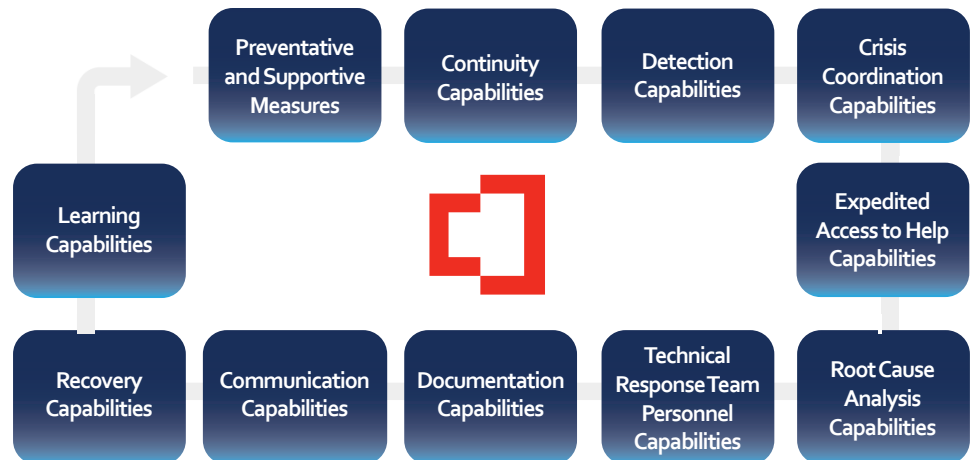 Preventative
and Supportive
Measures
Continuity
Capabilities
Detection
Capabilities
Crisis
Coordination
Capabilities
Learning
Capabilities
Expedited
Access to Help
Capabilities
Recovery
Capabilities
Communication
Capabilities
Documentation
Capabilities
Technical
Response Team
Personnel
Capabilities
Root Cause
Analysis
Capabilities